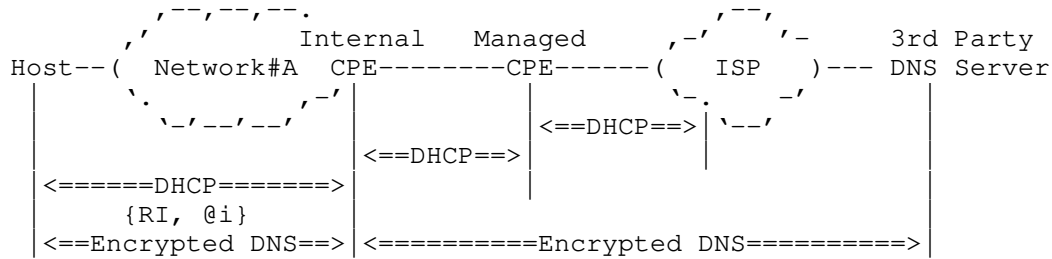 ,--,--,--.                         ,--,
,'            Internal   Managed     ,-'    '-     3rd Party
Host--(  Network#A  CPE--------CPE------(   ISP   )--- DNS Server
|     `.         ,-'|          |         `-.   -'      |
|       `-'--'--'   |          |<==DHCP==>|`--'        |
|                   |<==DHCP==>|          |            |
|<======DHCP=======>|          |                       |
|     {RI, @i}      |                                  |
|<==Encrypted DNS==>|<==========Encrypted DNS==========>|